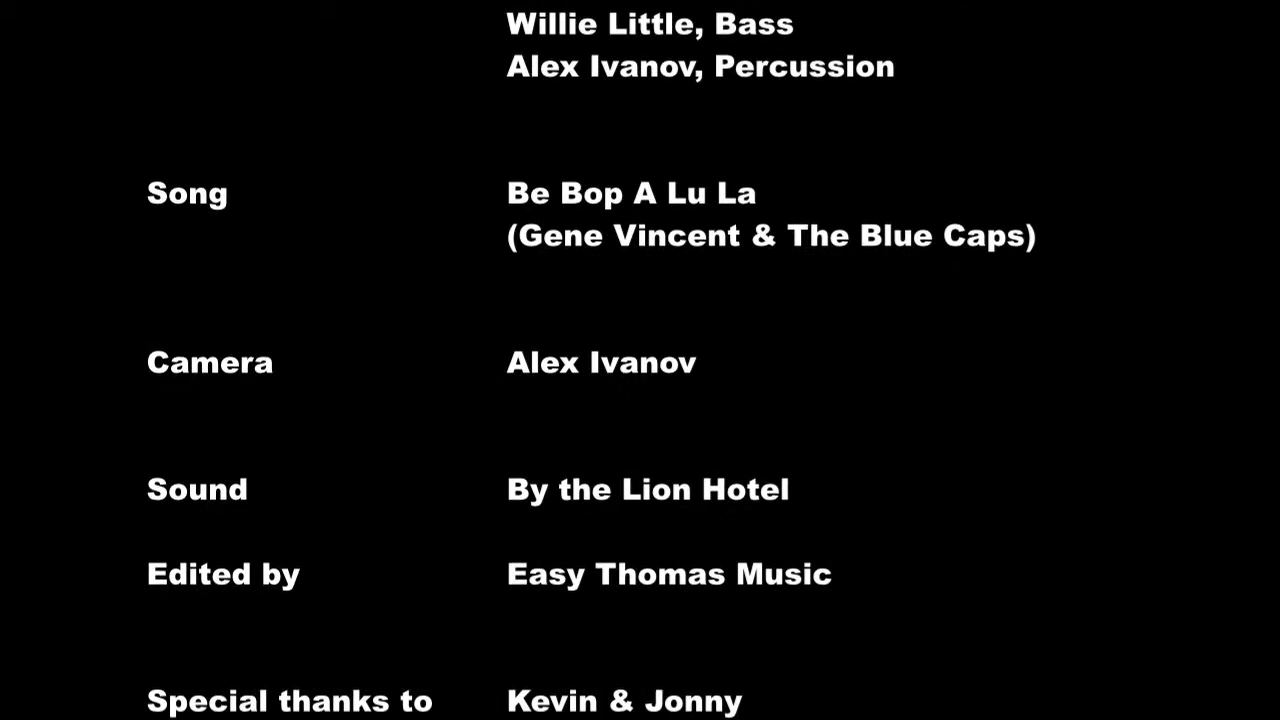 Willie Little, Bass
Alex Ivanov, Percussion
Song Be Bop A Lu La
(Gene Vincent & The Blue Caps)
Camera Alex Ivanov
Sound By the Lion Hotel
Edited by Easy Thomas Music
Special thanks to Kevin & Jonny